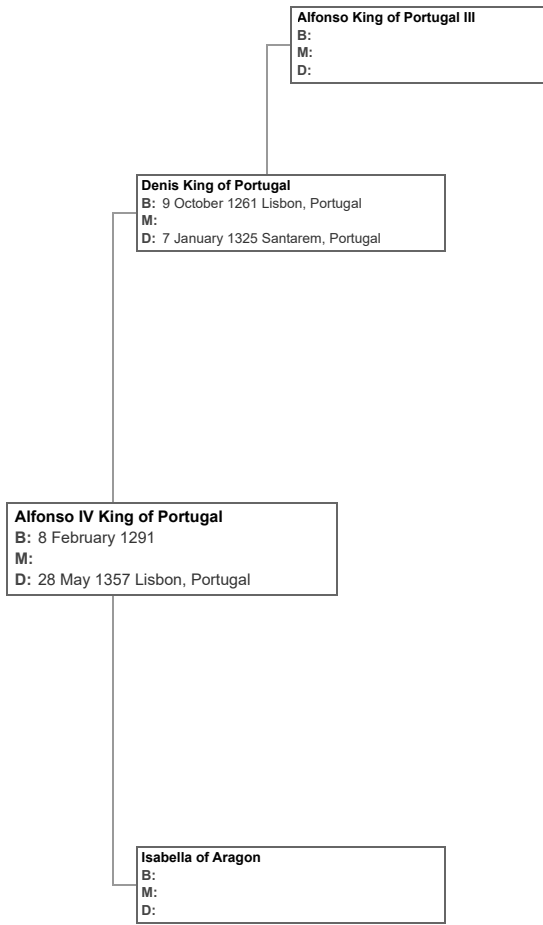 Alfonso King of Portugal III
B:
M:
D:
Denis King of Portugal
B: 9 October 1261 Lisbon, Portugal
M:
D: 7 January 1325 Santarem, Portugal
Alfonso IV King of Portugal
B: 8 February 1291
M:
D: 28 May 1357 Lisbon, Portugal
Isabella of Aragon
B:
M:
D: